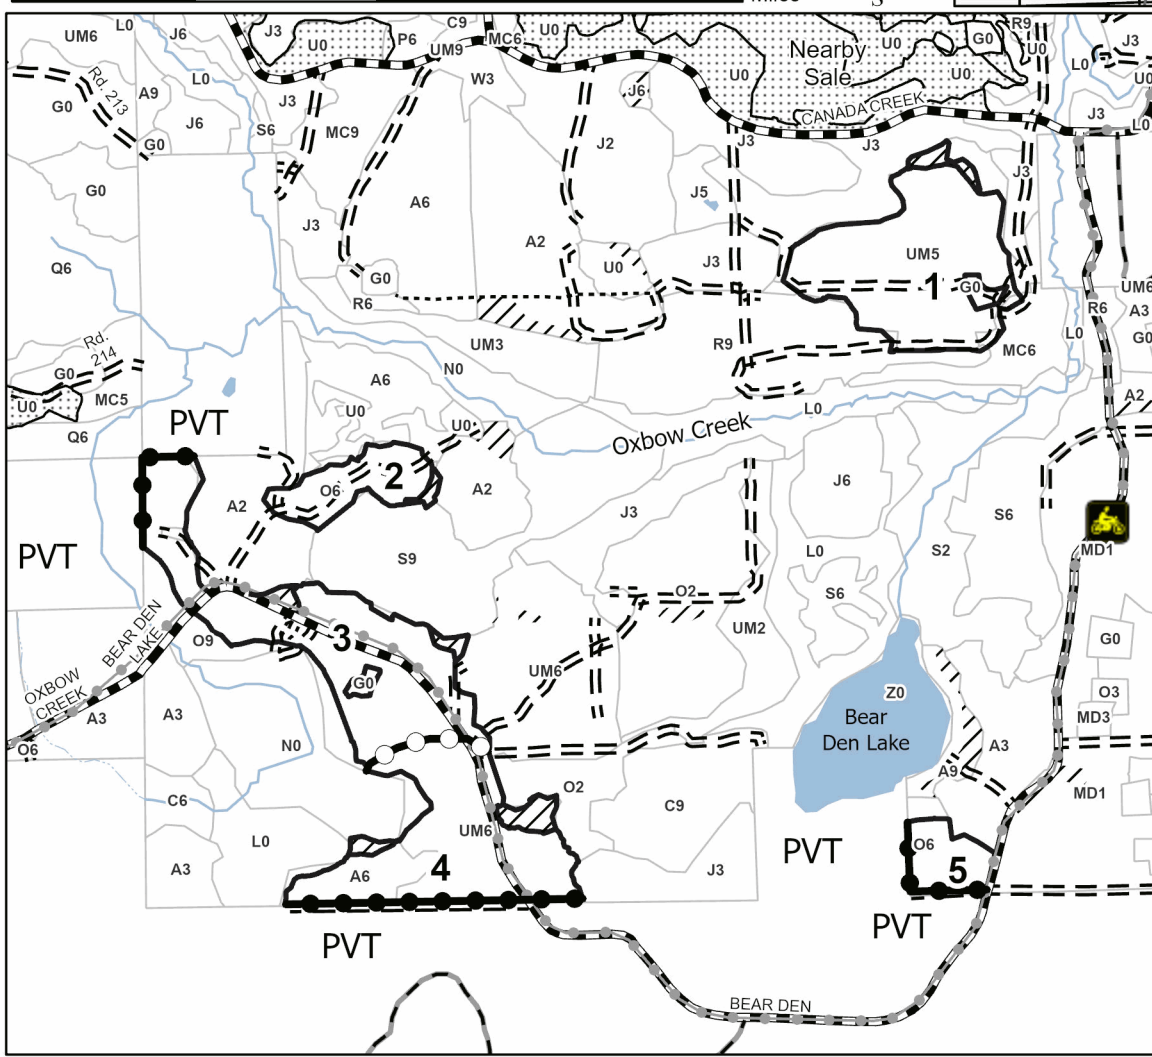 Miles
S
L0
C9
R9
UM6
J6
J3
U0
P6
UM9
MC6
U0
Nearby
Sale
U0
G0
U0
J3
L0
Rd. 213
L0
W3
J6
U0
U0
U0
G0
A9
J3
CANADA CREEK
J3
L0
J6
S6
MC9
J2
J3
J3
G0
J3
G0
J5
A6
J3
A2
UM5
Q6
U0
J3
G0
1
G0
UM6
R6
R6
A3
L0
G0
Rd.
214
UM3
R9
MC6
G0
N0
A6
MC5
A2
U0
PVT
U0
L0
U0
Q6
Oxbow Creek
2
J6
O6
A2
A2
J3
S6
PVT
S9
L0
S2
MD1
BEAR DEN
LAKE
O2
S6
UM2
O9
3
G0
OXBOW
CREEK
G0
UM6
Z0
O3
A3
A3
Bear
Den Lake
MD3
O6
N0
A3
A9
O2
MD1
C6
C9
UM6
L0
PVT
O6
A3
A6
4
J3
5
PVT
PVT
BEAR DEN